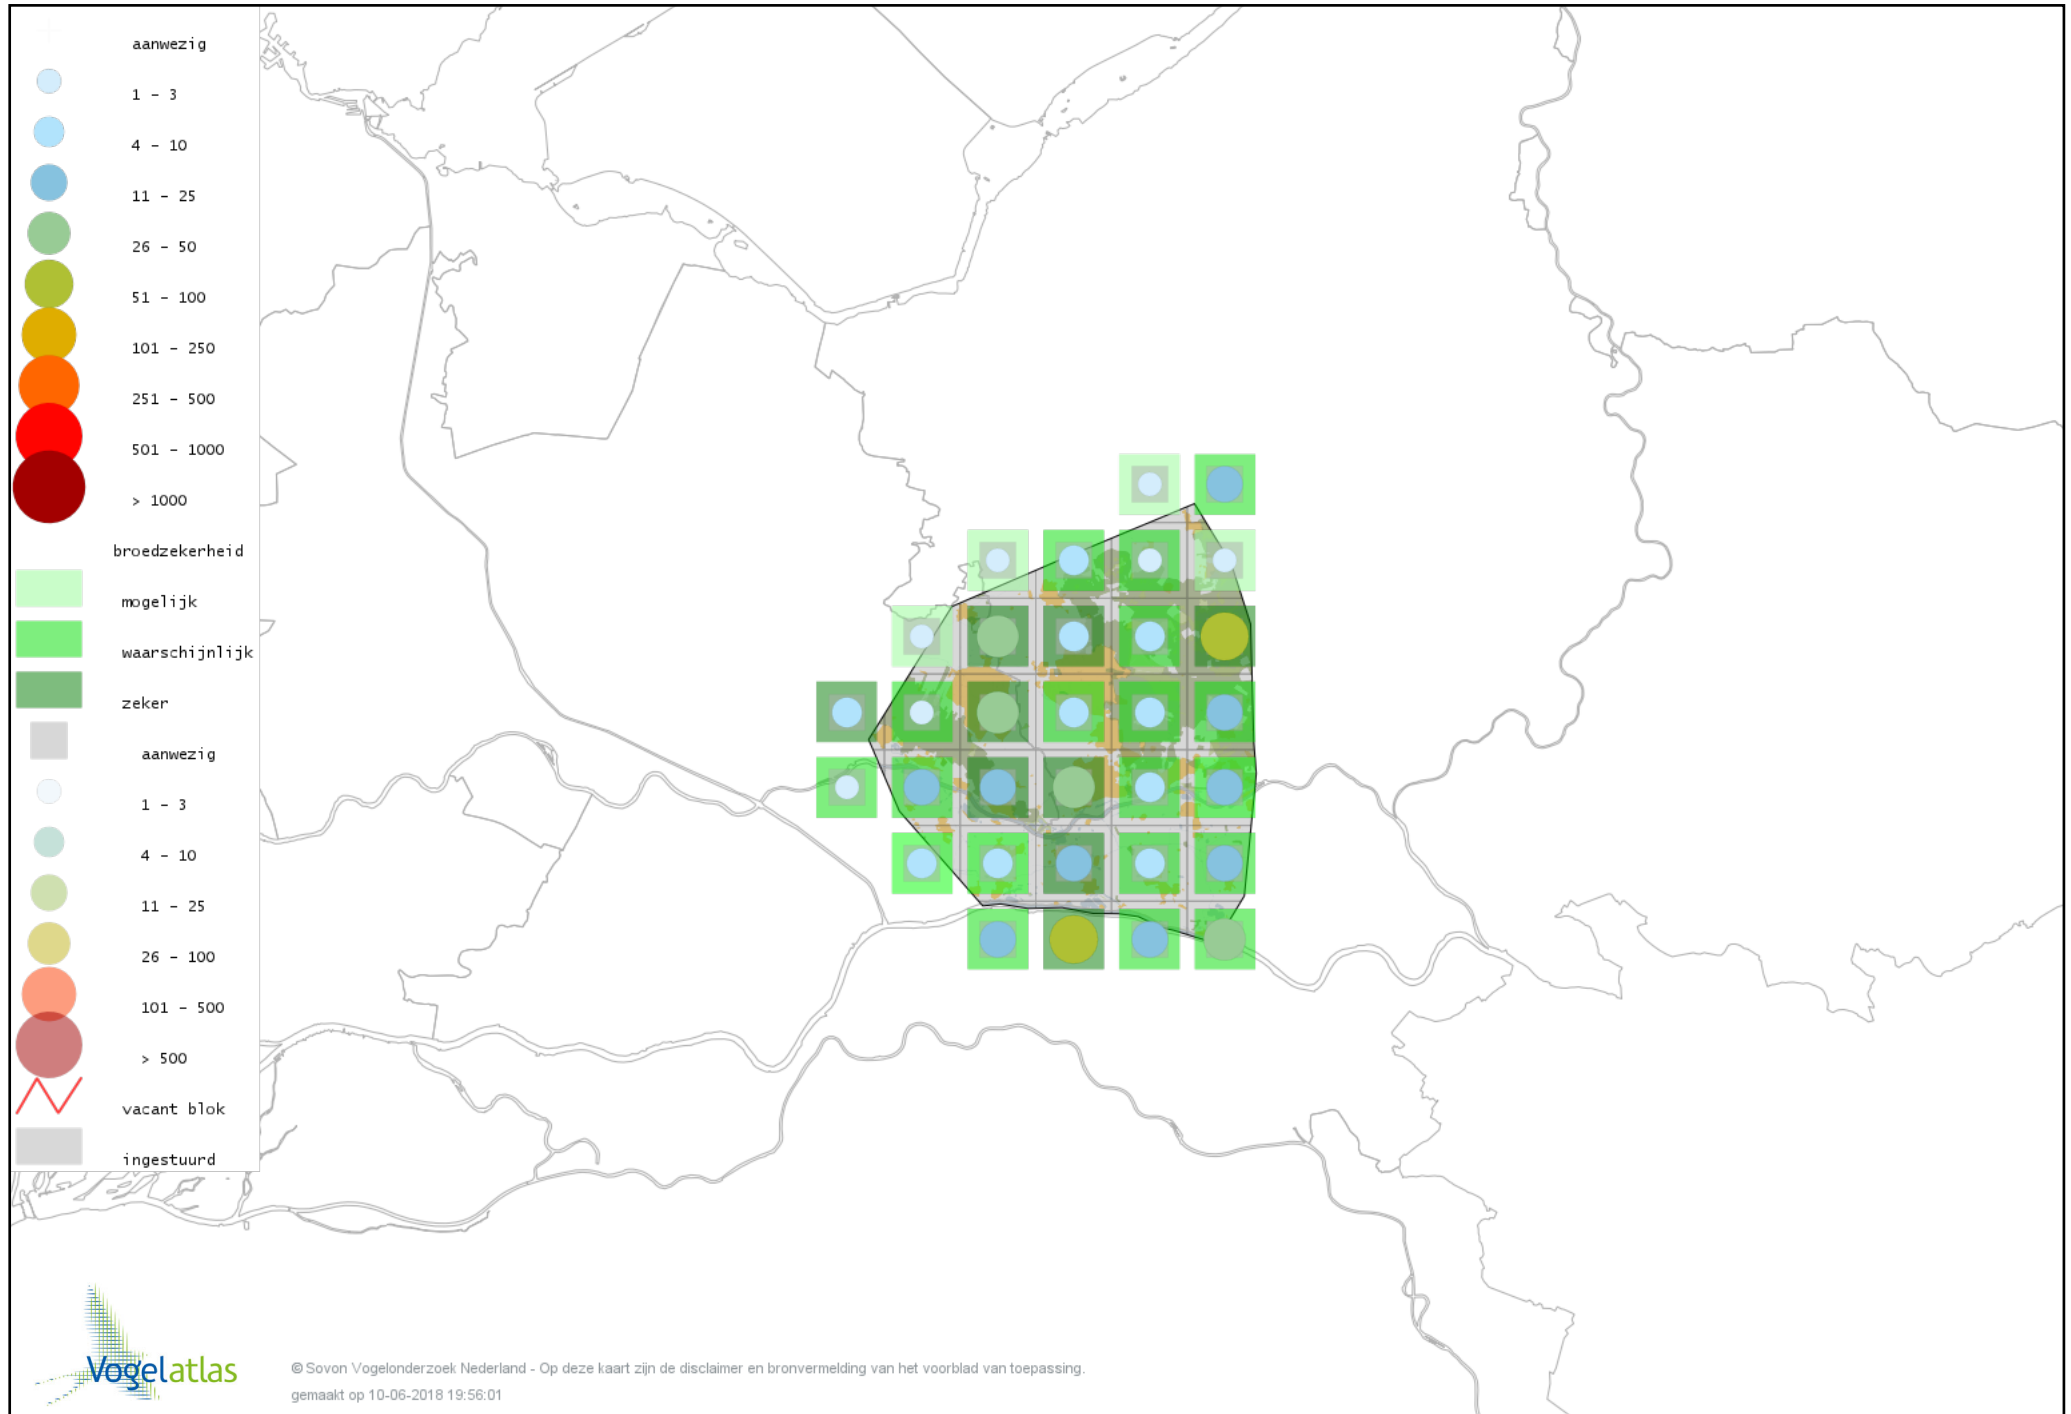 aanwezig
1 - 3
4 - 10
11 - 25
26 - 50
51 - 100
101 - 250
251 - 500
501 - 1000
> 1000
broedzekerheid
mogelijk
waarschijnlijk
zeker
aanwezig
1 - 3
4 - 10
11 - 25
26 - 100
101 - 500
> 500
vacant blok
ingestuurd
Vogelatlas
© Sovon Vogelonderzoek Nederland - Op deze kaart zijn de disclaimer en bronvermelding van het voorblad van toepassing.
gemaakt op 10-06-2018 19:56:01